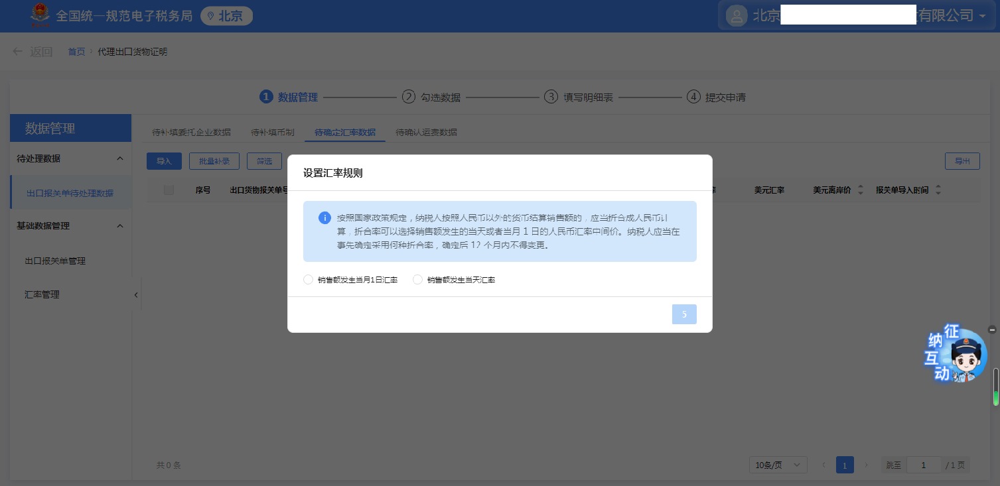 全国统一规范电子税务局 北京
北京 有限公司
返回 首页 代理出口货物证明
1 数据管理 2 勾选数据 3 填写明细表 4 提交申请
数据管理
待处理数据
出口报关单待处理数据
基础数据管理
出口报关单管理
汇率管理
待补填委托企业数据 待补填币制 待确定汇率数据 待确认运费数据
导入 批量补录 筛选 导出
序号 出口货物报关单号 率 美元汇率 美元离岸价 报关单导入时间
设置汇率规则
按照国家政策规定，纳税人按照人民币以外的货币结算销售额的，应当折合成人民币计
算，折合率可以选择销售额发生的当天或者当月 1 日的人民币汇率中间价。纳税人应当在
事先确定采用何种折合率，确定后 12 个月内不得变更。
销售额发生当月1日汇率 销售额发生当天汇率
5
征
纳
互
动
共 0 条 10条/页 1 跳至 1 / 1 页